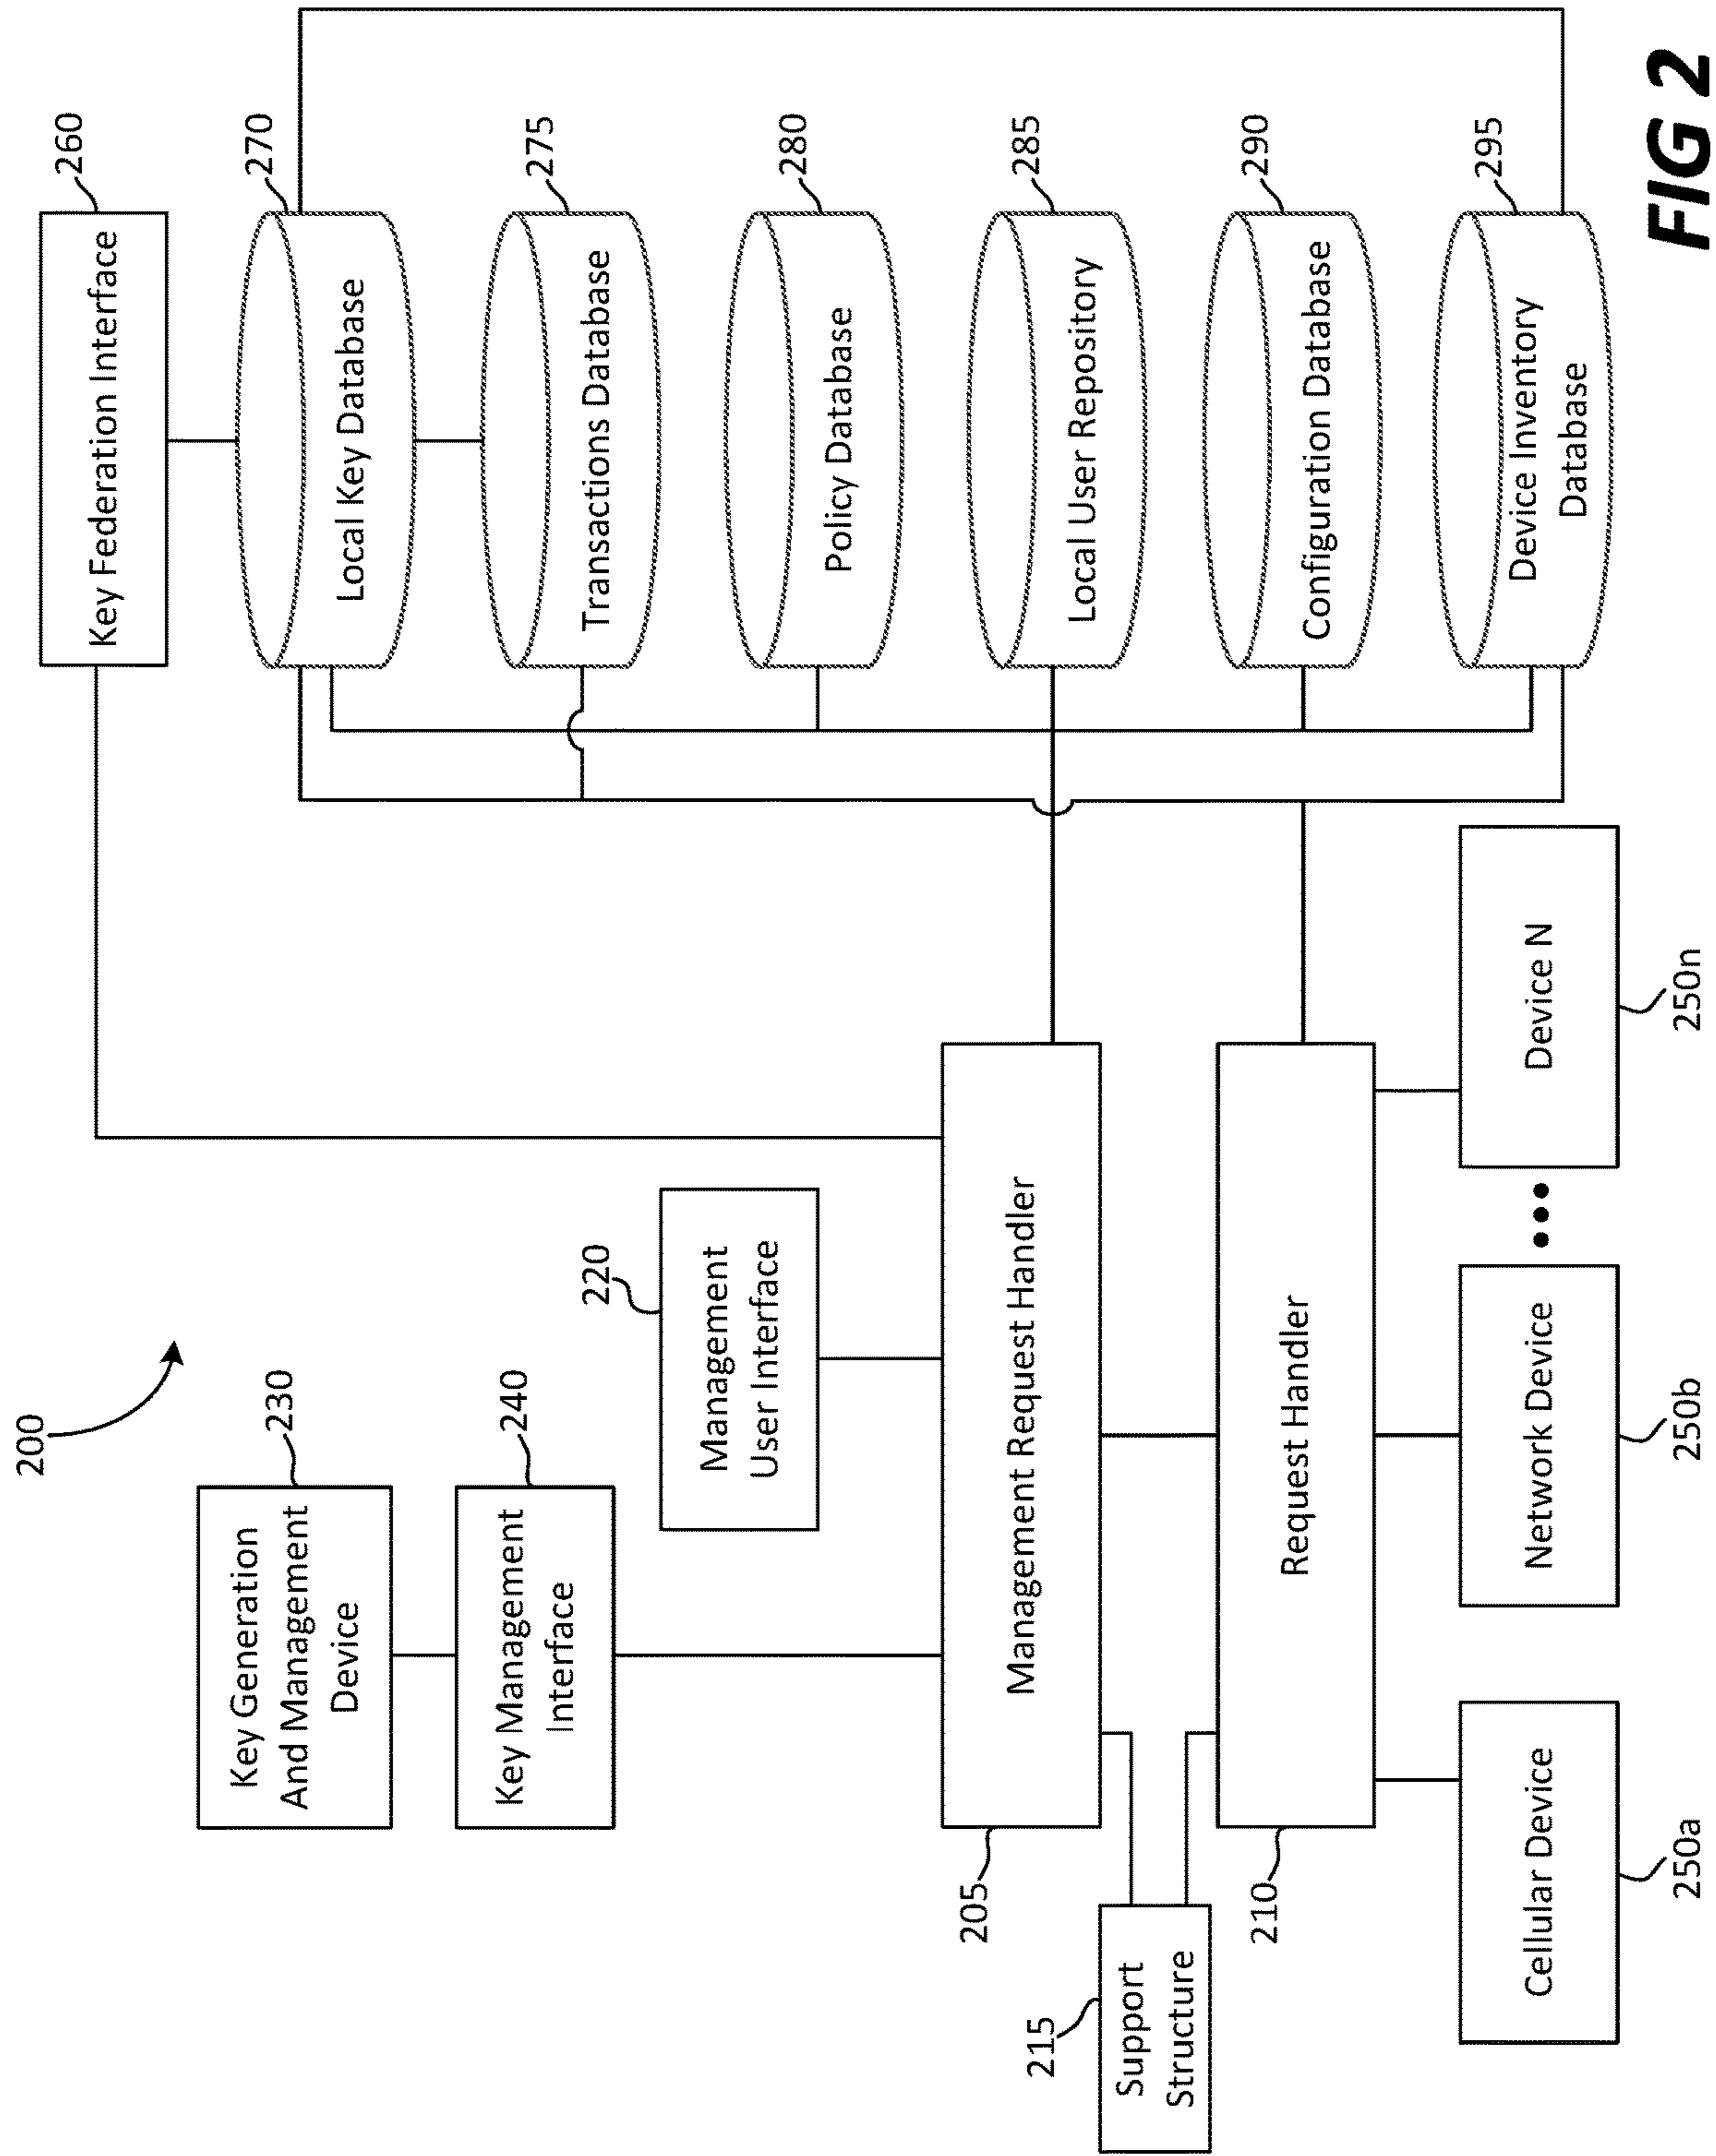 200
Key Generation
And Management
Device
230
Key Management
Interface
240
Management
User Interface
220
Key Federation Interface
260
Local Key Database
270
Transactions Database
275
Policy Database
280
Local User Repository
285
Configuration Database
290
Device Inventory
Database
295
Management Request Handler
205
Support
Structure
215
Request Handler
210
Cellular Device
250a
Network Device
250b
Device N
250n
FIG 2